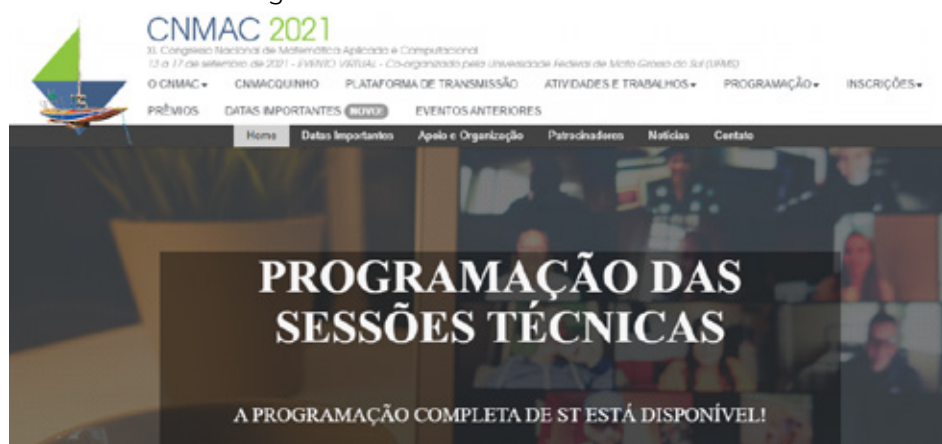 CNMAC 2021
XL Congresso Nacional de Matemática Aplicada e Computacional
13 a 17 de setembro de 2021 - EVENTO VIRTUAL - Co-organizado pela Universidade Federal de Mato Grosso do Sul (UFMS)
O CNMAC CNMACQUINHO PLATAFORMA DE TRANSMISSÃO ATIVIDADES E TRABALHOS PROGRAMAÇÃO INSCRIÇÕES
PRÊMIOS DATAS IMPORTANTES NOVO! EVENTOS ANTERIORES
Home Datas Importantes Apoio e Organização Patrocinadores Notícias Contato
PROGRAMAÇÃO DAS
SESSÕES TÉCNICAS
A PROGRAMAÇÃO COMPLETA DE ST ESTÁ DISPONÍVEL!